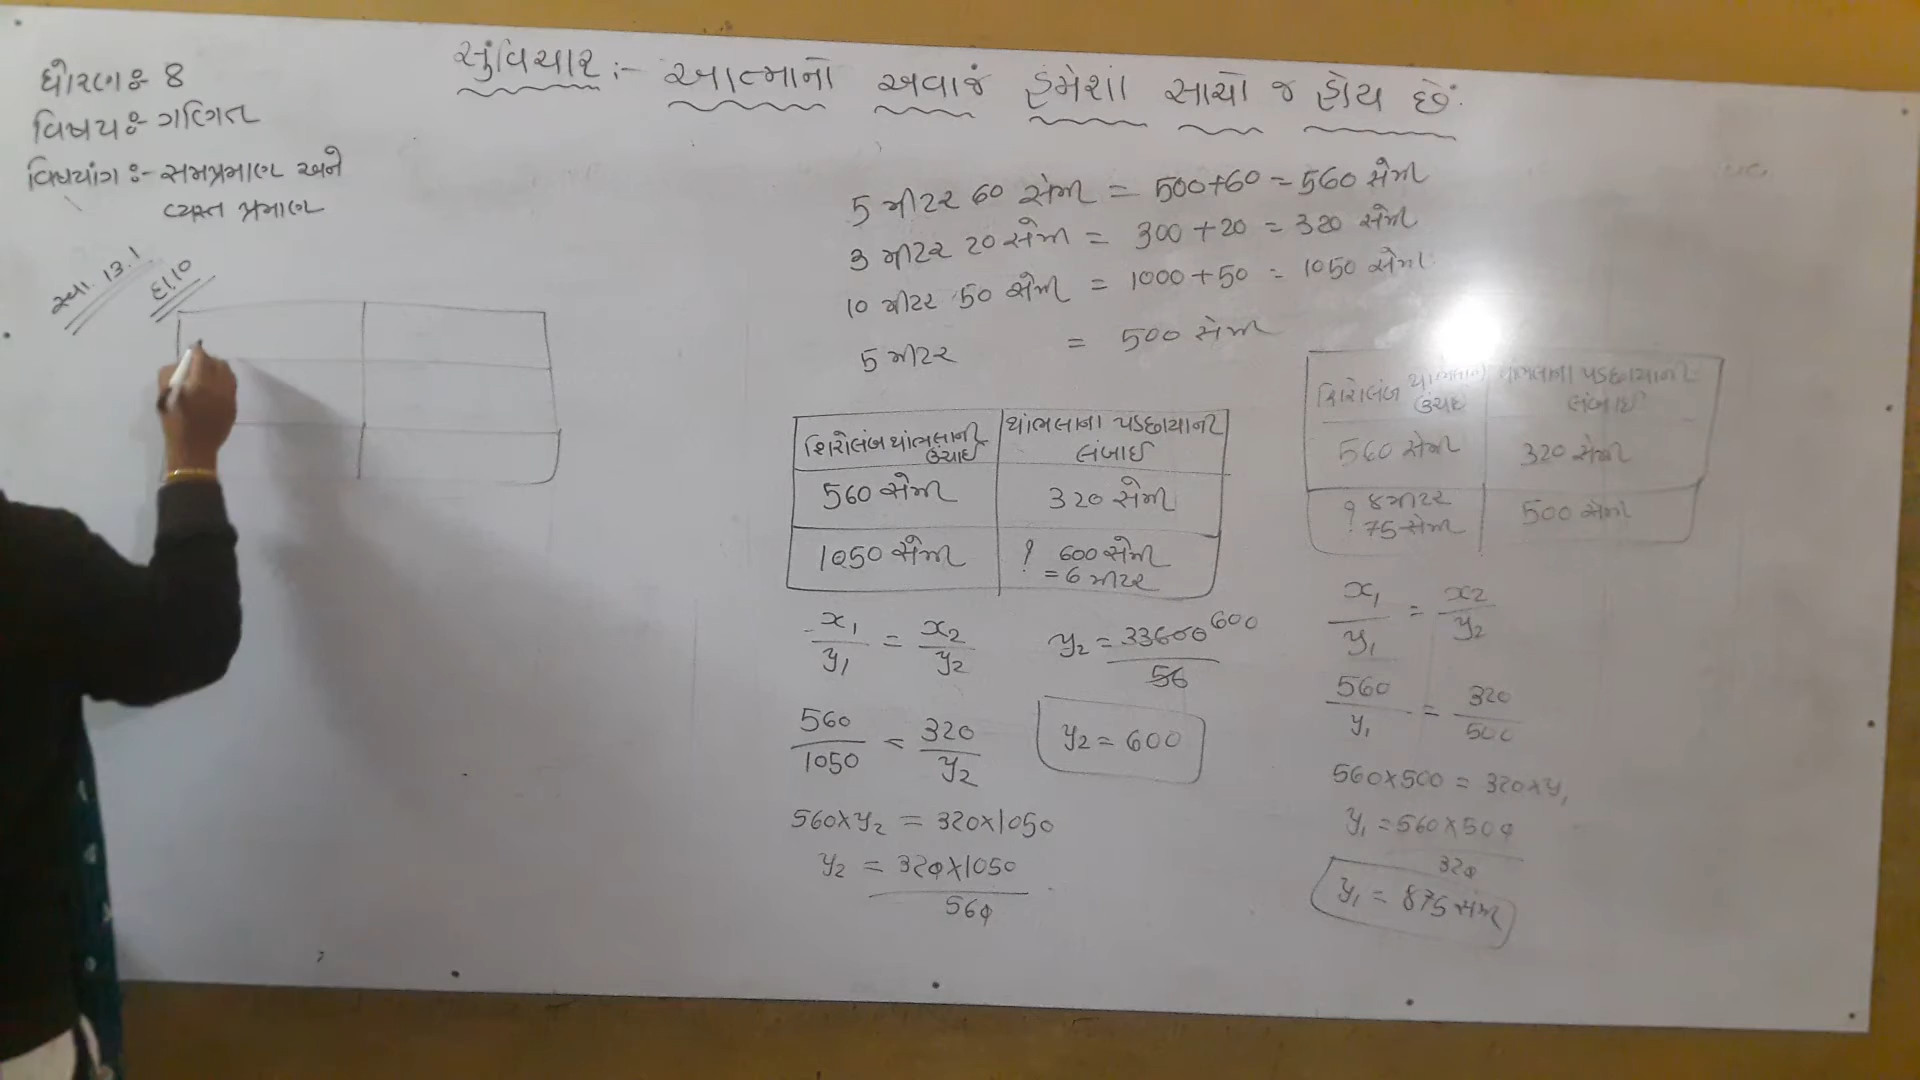 સુવિચાર :- આત્માનો અવાજ હંમેશા સાચો જ હોય છે.
ધોરણઃ- 8
વિષયઃ- ગણિત
વિષયાંગ :- સમપ્રમાણ અને
વ્યસ્ત પ્રમાણ
સ્વા. 13.1
દા.10
5 મીટર 60 સેમી = 500+60 = 560 સેમી
3 મીટર 20 સેમી = 300+20 = 320 સેમી
10 મીટર 50 સેમી = 1000+50 = 1050 સેમી
5 મીટર = 500 સેમી
શિરોલંબ થાંભલાની ઉંચાઈ
થાંભલાના પડછાયાની લંબાઈ
560 સેમી 320 સેમી
1050 સેમી ? 600 સેમી
= 6 મીટર
x₁/y₁ = x₂/y₂
560/1050 = 320/y₂
560×y₂ = 320×1050
y₂ = 320×1050/560
y₂ = 33600/56 600
y₂ = 600
શિરોલંબ થાંભલાની ઉંચાઈ
થાંભલાના પડછાયાની લંબાઈ
560 સેમી 320 સેમી
? 8 મીટર 75 સેમી 500 સેમી
x₁/y₁ = x₂/y₂
560/y₁ = 320/500
560×500 = 320×y₁
y₁ = 560×500/320
y₁ = 875 સેમી